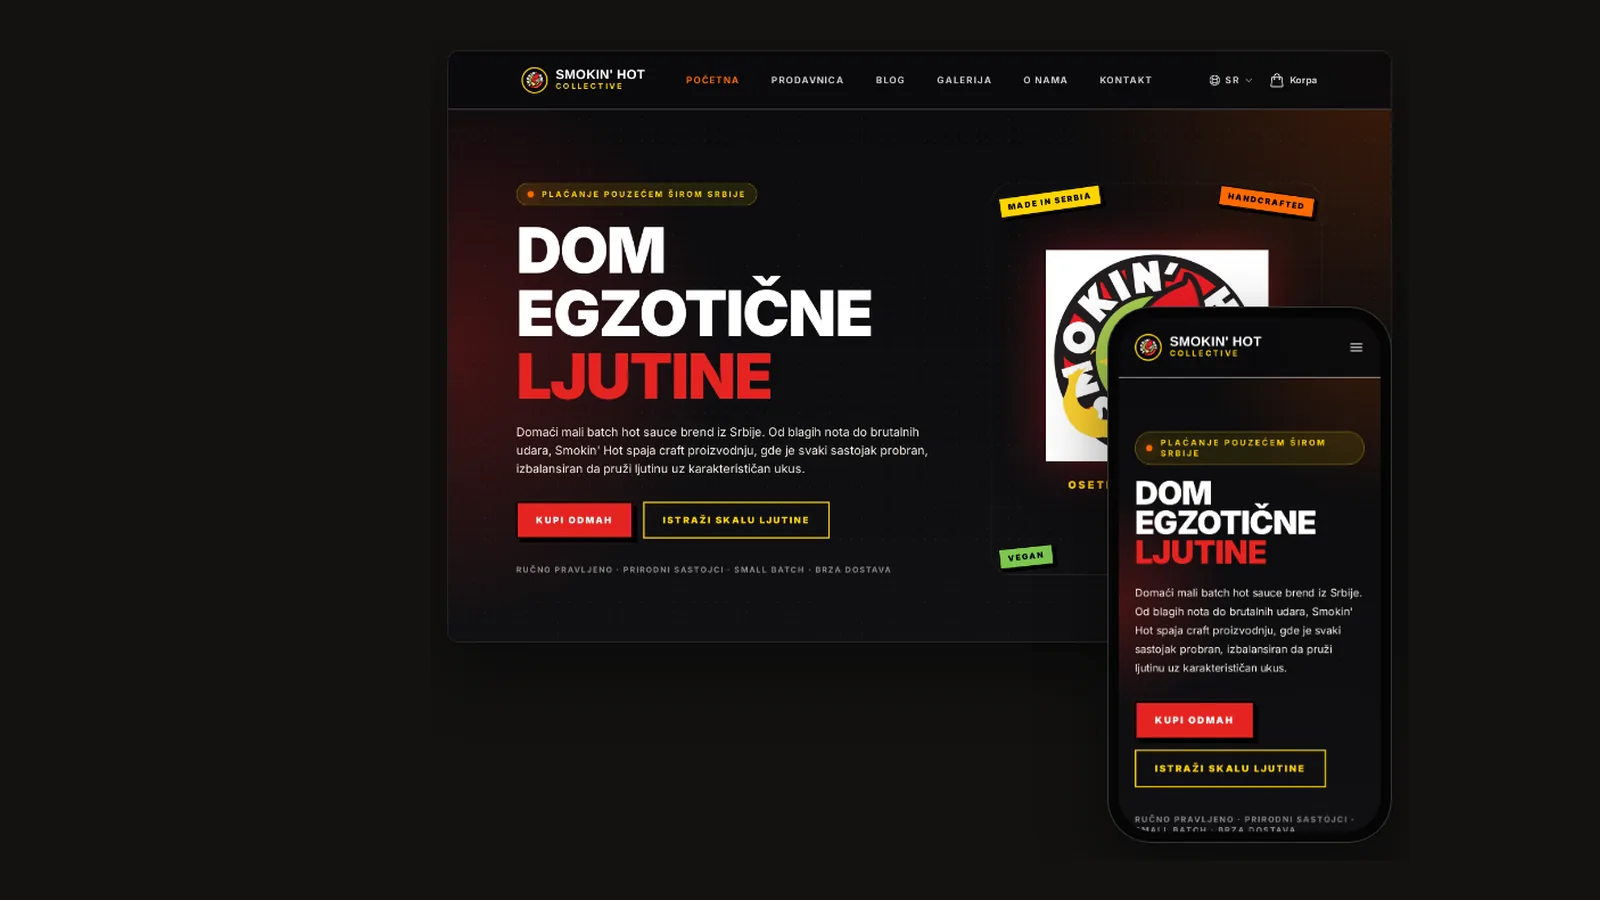 SMOKIN' HOT
COLLECTIVE
POČETNA
PRODAVNICA
BLOG
GALERIJA
O NAMA
KONTAKT
SR
Korpa
PLAĆANJE POUZEĆEM ŠIROM SRBIJE
DOM
EGZOTIČNE
LJUTINE
Domaći mali batch hot sauce brend iz Srbije. Od blagih nota do brutalnih
udara, Smokin' Hot spaja craft proizvodnju, gde je svaki sastojak probran,
izbalansiran da pruži ljutinu uz karakterističan ukus.
KUPI ODMAH
ISTRAŽI SKALU LJUTINE
RUČNO PRAVLJENO · PRIRODNI SASTOJCI · SMALL BATCH · BRZA DOSTAVA
MADE IN SERBIA
HANDCRAFTED
VEGAN
SMOKIN' HOT
COLLECTIVE
PLAĆANJE POUZEĆEM ŠIROM
SRBIJE
DOM
EGZOTIČNE
LJUTINE
Domaći mali batch hot sauce brend iz Srbije.
Od blagih nota do brutalnih udara, Smokin'
Hot spaja craft proizvodnju, gde je svaki
sastojak probran, izbalansiran da pruži
ljutinu uz karakterističan ukus.
KUPI ODMAH
ISTRAŽI SKALU LJUTINE
RUČNO PRAVLJENO · PRIRODNI SASTOJCI ·
SMALL BATCH · BRZA DOSTAVA